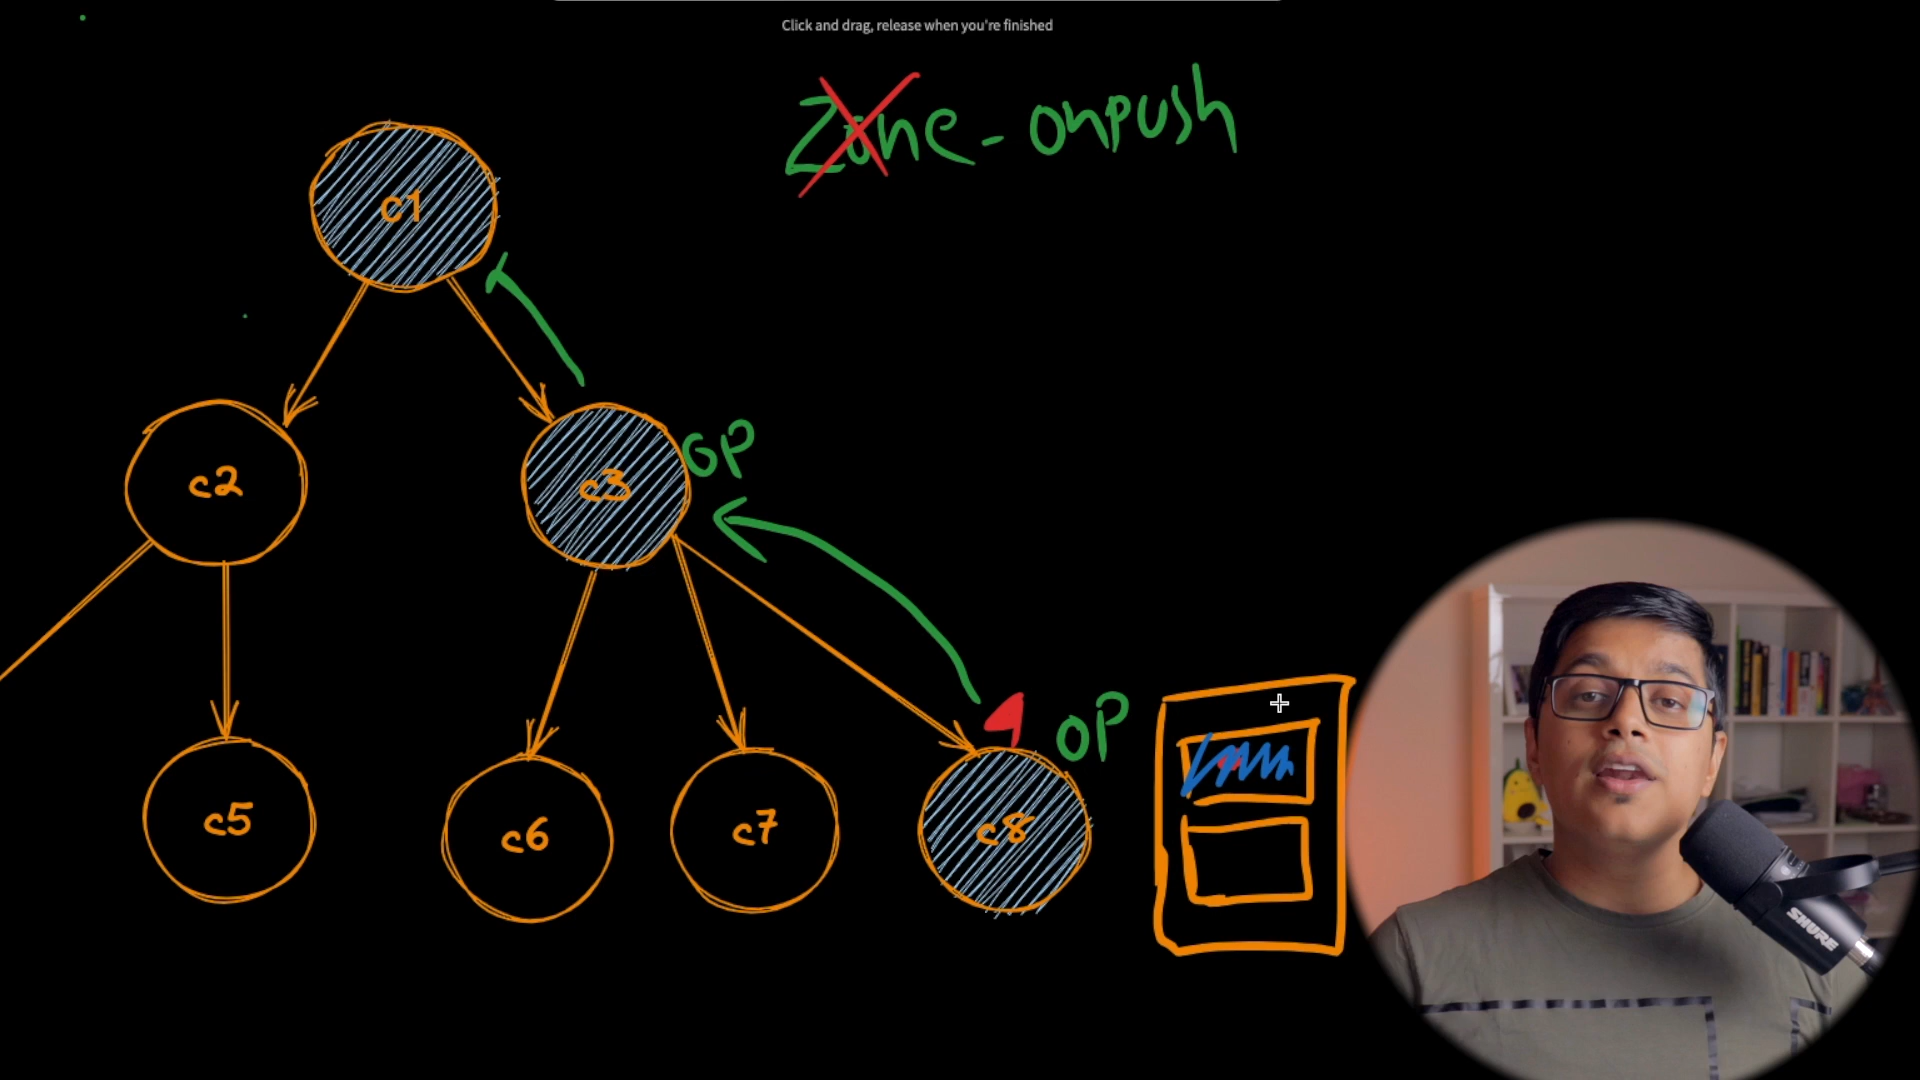 Click and drag, release when you're finished
Zone - onpush
c1
c2
c3
OP
c5
c6
c7
c8
OP
SHURE